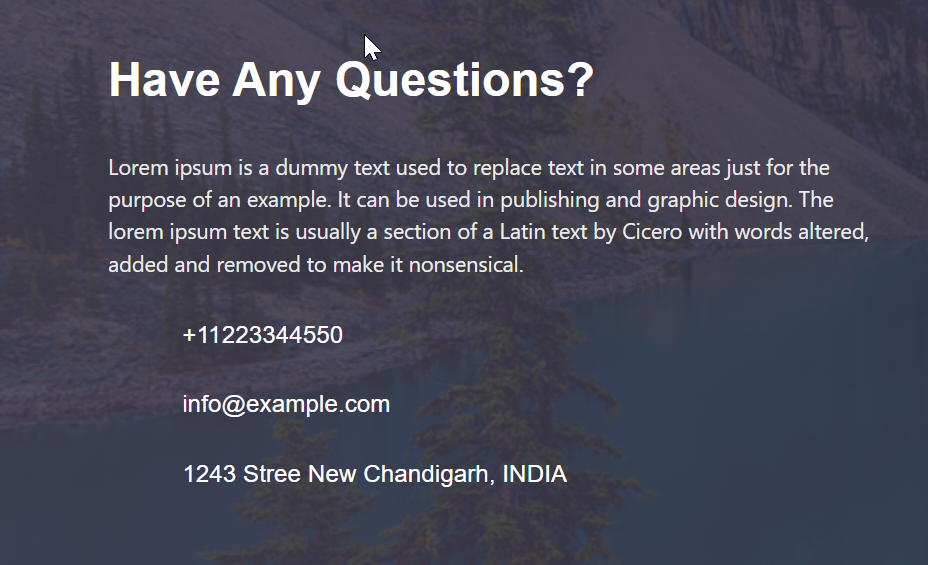 Have Any Questions?
Lorem ipsum is a dummy text used to replace text in some areas just for the
purpose of an example. It can be used in publishing and graphic design. The
lorem ipsum text is usually a section of a Latin text by Cicero with words altered,
added and removed to make it nonsensical.
+11223344550
info@example.com
1243 Stree New Chandigarh, INDIA